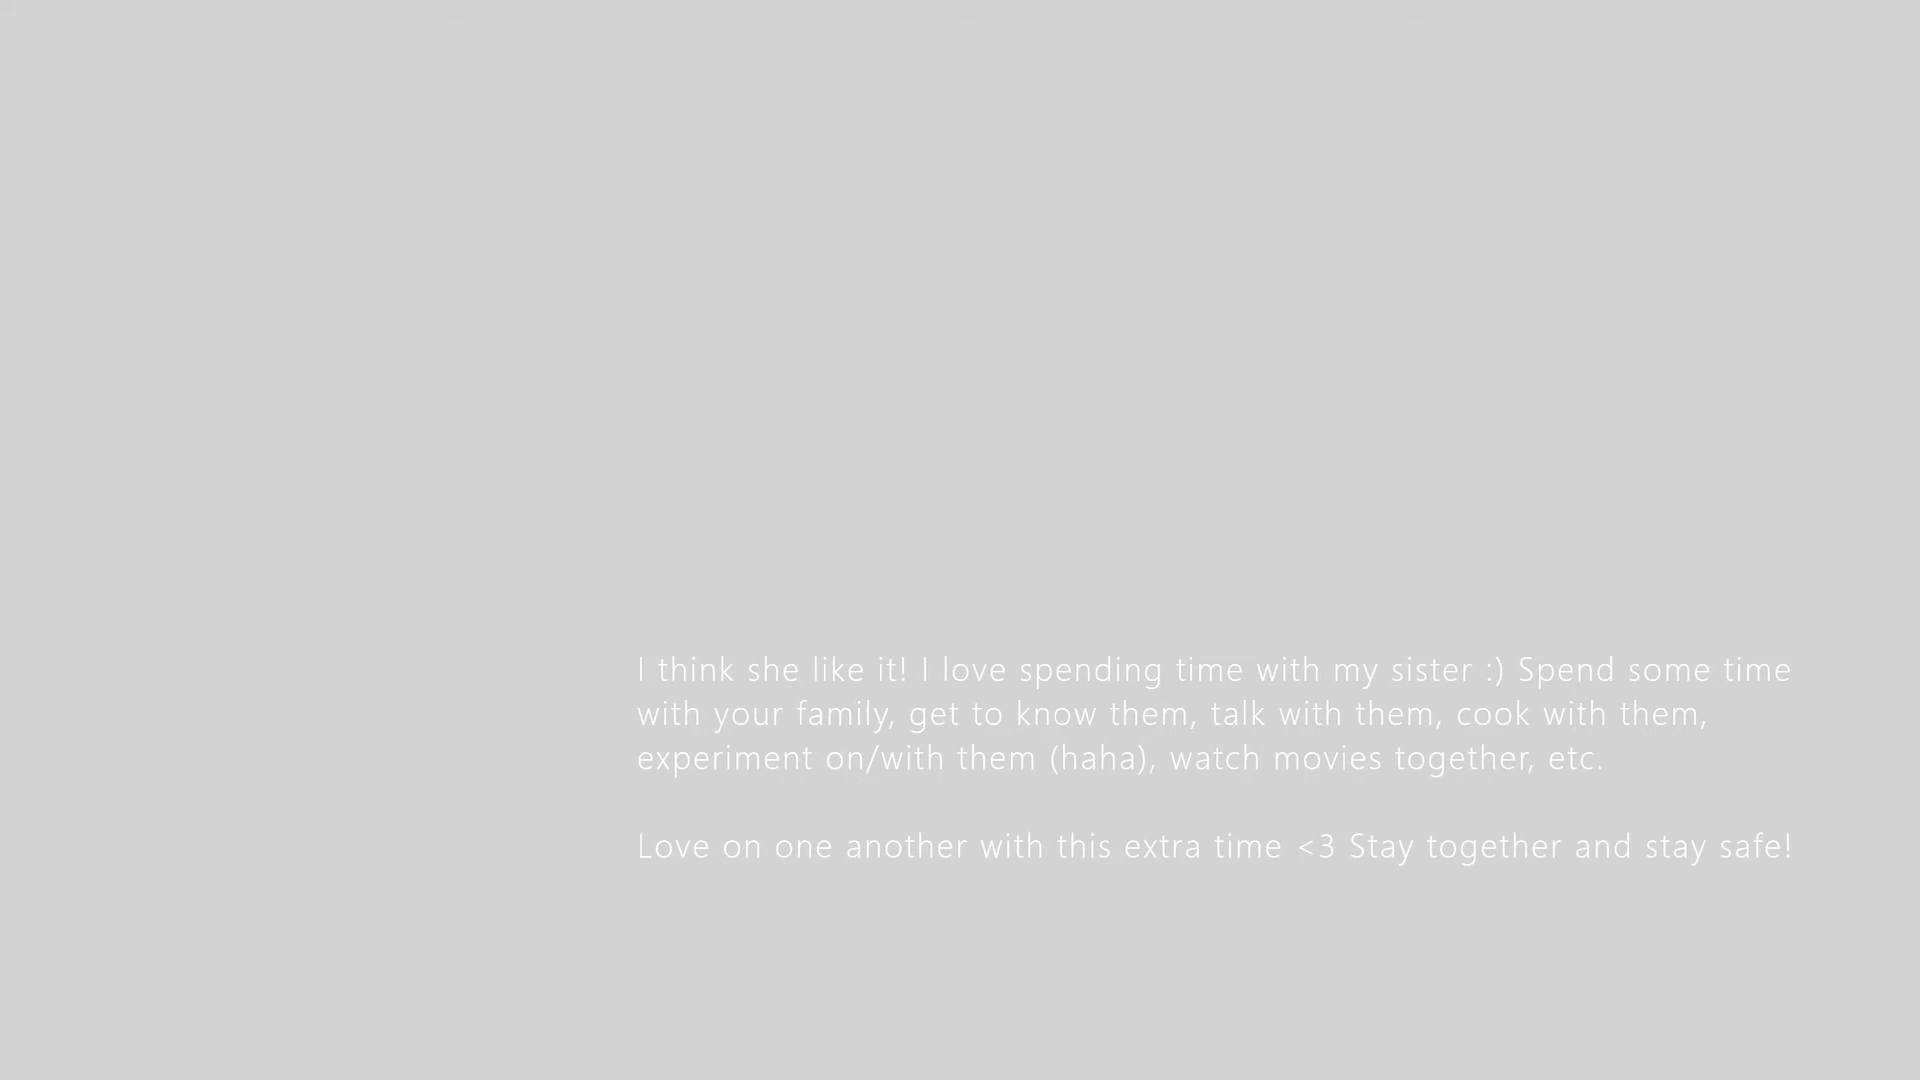 I think she like it! I love spending time with my sister :) Spend some time
with your family, get to know them, talk with them, cook with them,
experiment on/with them (haha), watch movies together, etc.
Love on one another with this extra time <3 Stay together and stay safe!